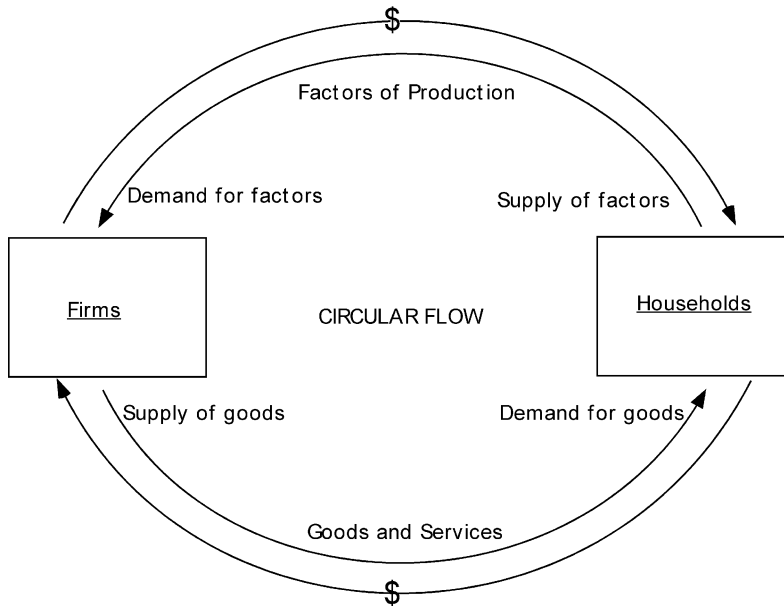 $
Factors of Production
Demand for factors
Supply of factors
Firms
CIRCULAR FLOW
Households
Supply of goods
Demand for goods
Goods and Services
$